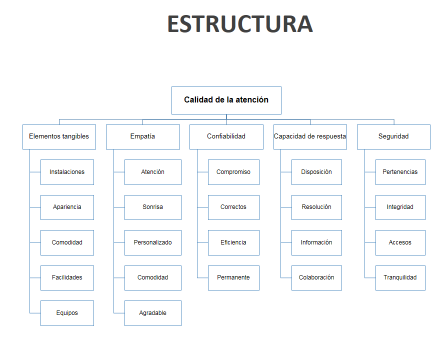 ESTRUCTURA
Calidad de la atención
Elementos tangibles
Empatía
Confiabilidad
Capacidad de respuesta
Seguridad
Instalaciones
Atención
Compromiso
Disposición
Pertenencias
Apariencia
Sonrisa
Correctos
Resolución
Integridad
Comodidad
Personalizado
Eficiencia
Información
Accesos
Facilidades
Comodidad
Permanente
Colaboración
Tranquilidad
Equipos
Agradable